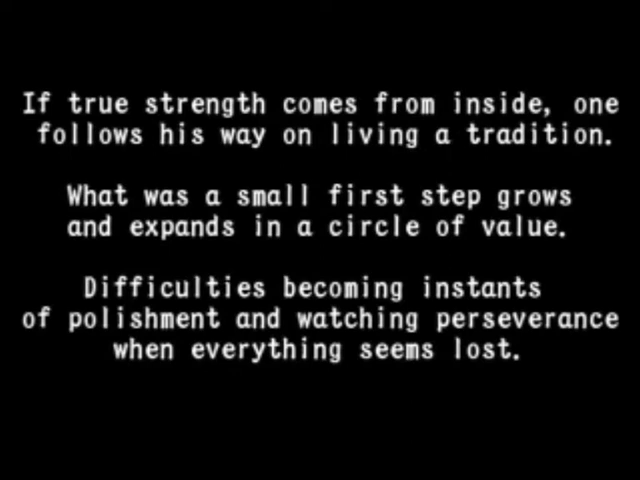 If true strength comes from inside, one
follows his way on living a tradition.
What was a small first step grows
and expands in a circle of value.
Difficulties becoming instants
of polishment and watching perseverance
when everything seems lost.